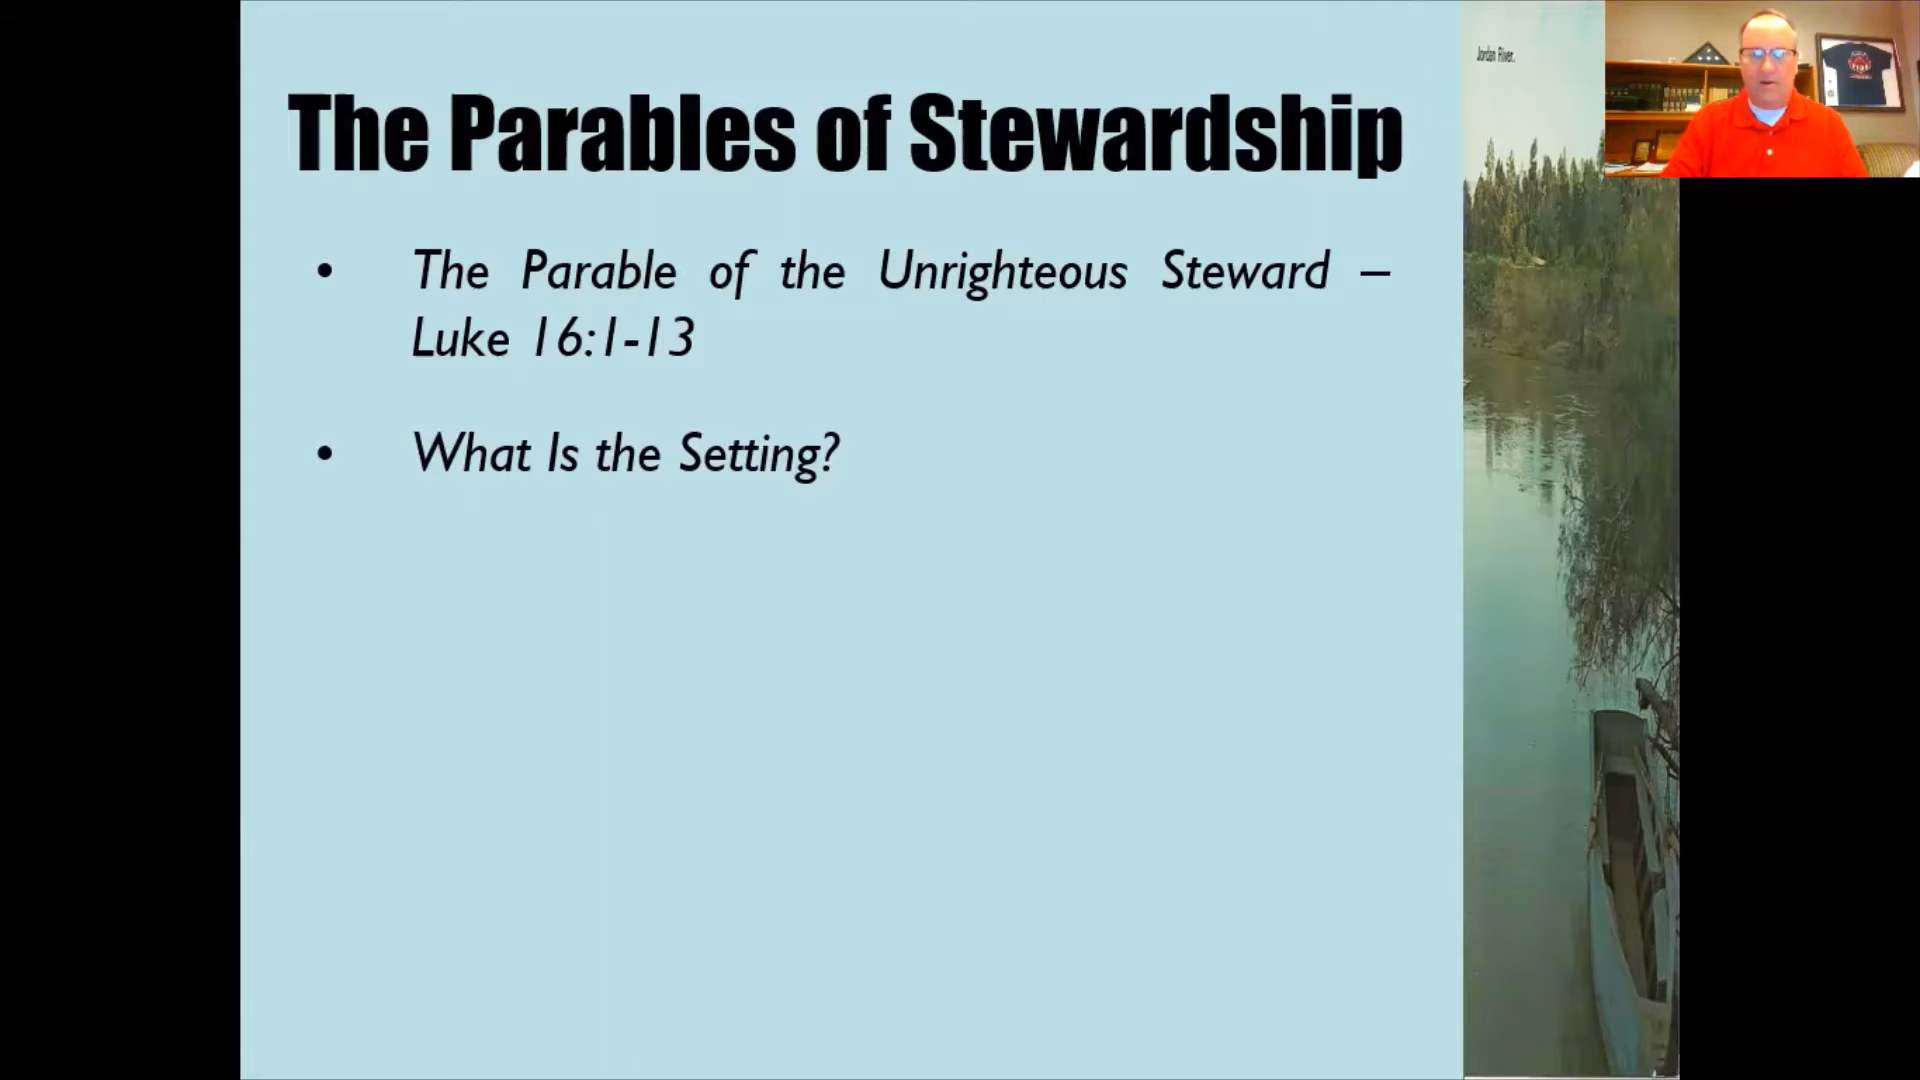 The Parables of Stewardship
Jordan River.
• The Parable of the Unrighteous Steward –
Luke 16:1-13
• What Is the Setting?